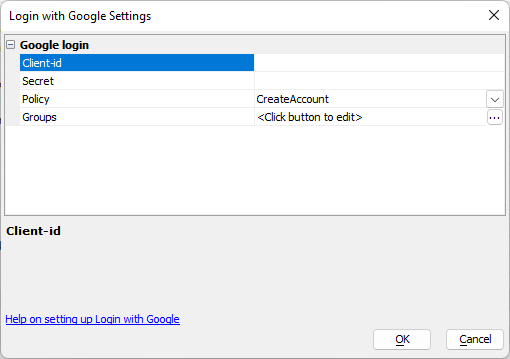 Login with Google Settings
Google login
Client-id
Secret
Policy CreateAccount
Groups <Click button to edit>
Client-id
Help on setting up Login with Google
OK Cancel